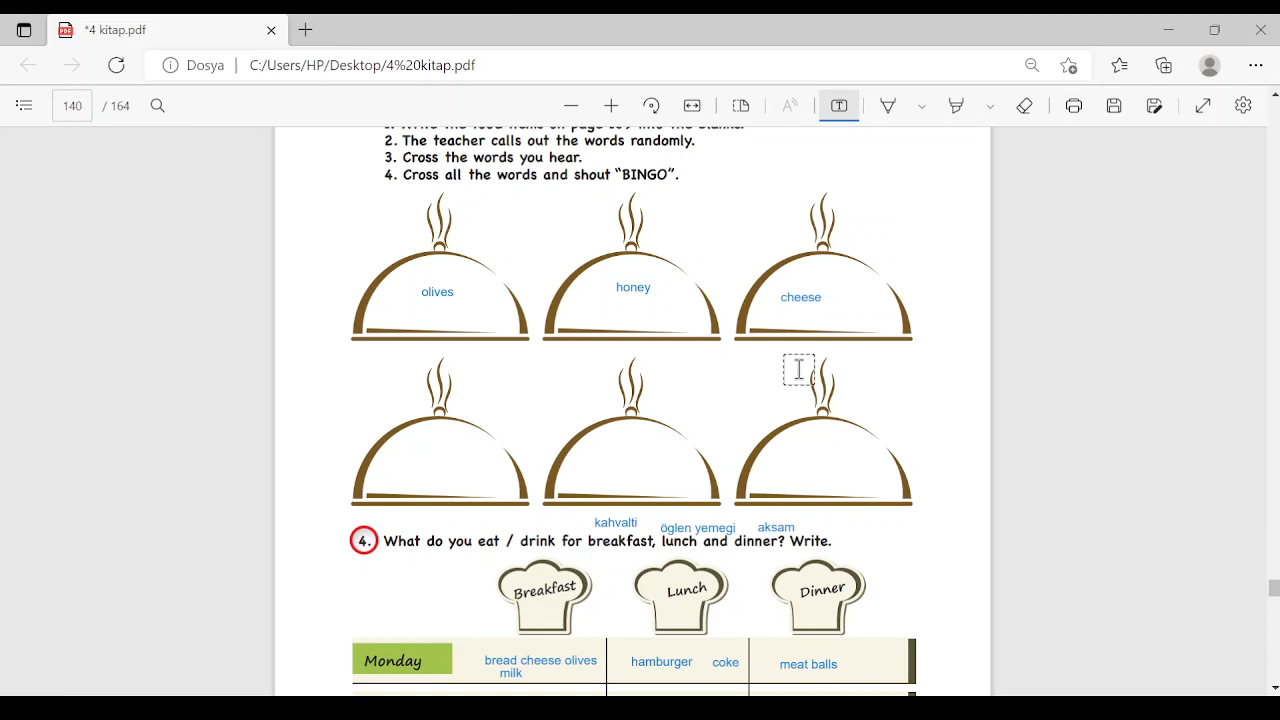 *4 kitap.pdf
Dosya | C:/Users/HP/Desktop/4%20kitap.pdf
140 / 164
2. The teacher calls out the words randomly.
3. Cross the words you hear.
4. Cross all the words and shout “BINGO”.
olives honey cheese
kahvalti öglen yemegi aksam
4. What do you eat / drink for breakfast, lunch and dinner? Write.
Breakfast Lunch Dinner
Monday bread cheese olives hamburger coke meat balls
milk